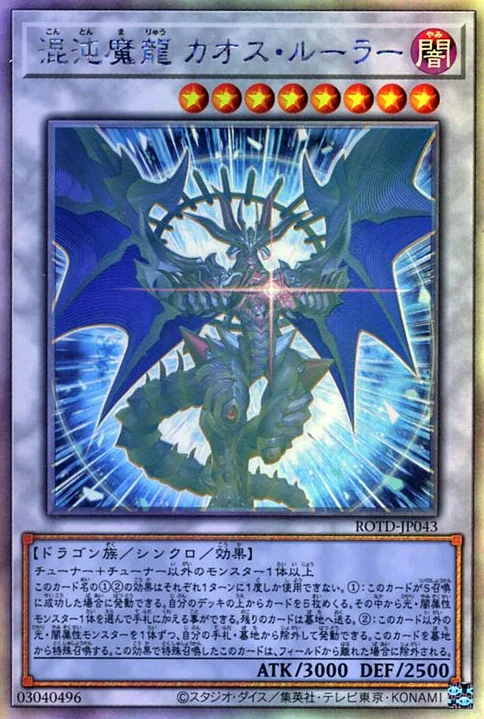 混沌魔龍 カオス・ルーラー
闇
ROTD-JP043
【ドラゴン族／シンクロ／効果】
チューナー＋チューナー以外のモンスター1体以上
このカード名の①②の効果はそれぞれ1ターンに1度しか使用できない。①：このカードがS召喚
に成功した場合に発動できる。自分のデッキの上からカードを5枚めくる。その中から光・闇属性
モンスター1体を選んで手札に加える事ができる。残りのカードは墓地へ送る。②：このカード以外の
光・闇属性モンスターを1体ずつ、自分の手札・墓地から除外して発動できる。このカードを墓地
から特殊召喚する。この効果で特殊召喚したこのカードは、フィールドから離れた場合に除外される。
ATK/3000 DEF/2500
03040496
©スタジオ・ダイス／集英社・テレビ東京・KONAMI